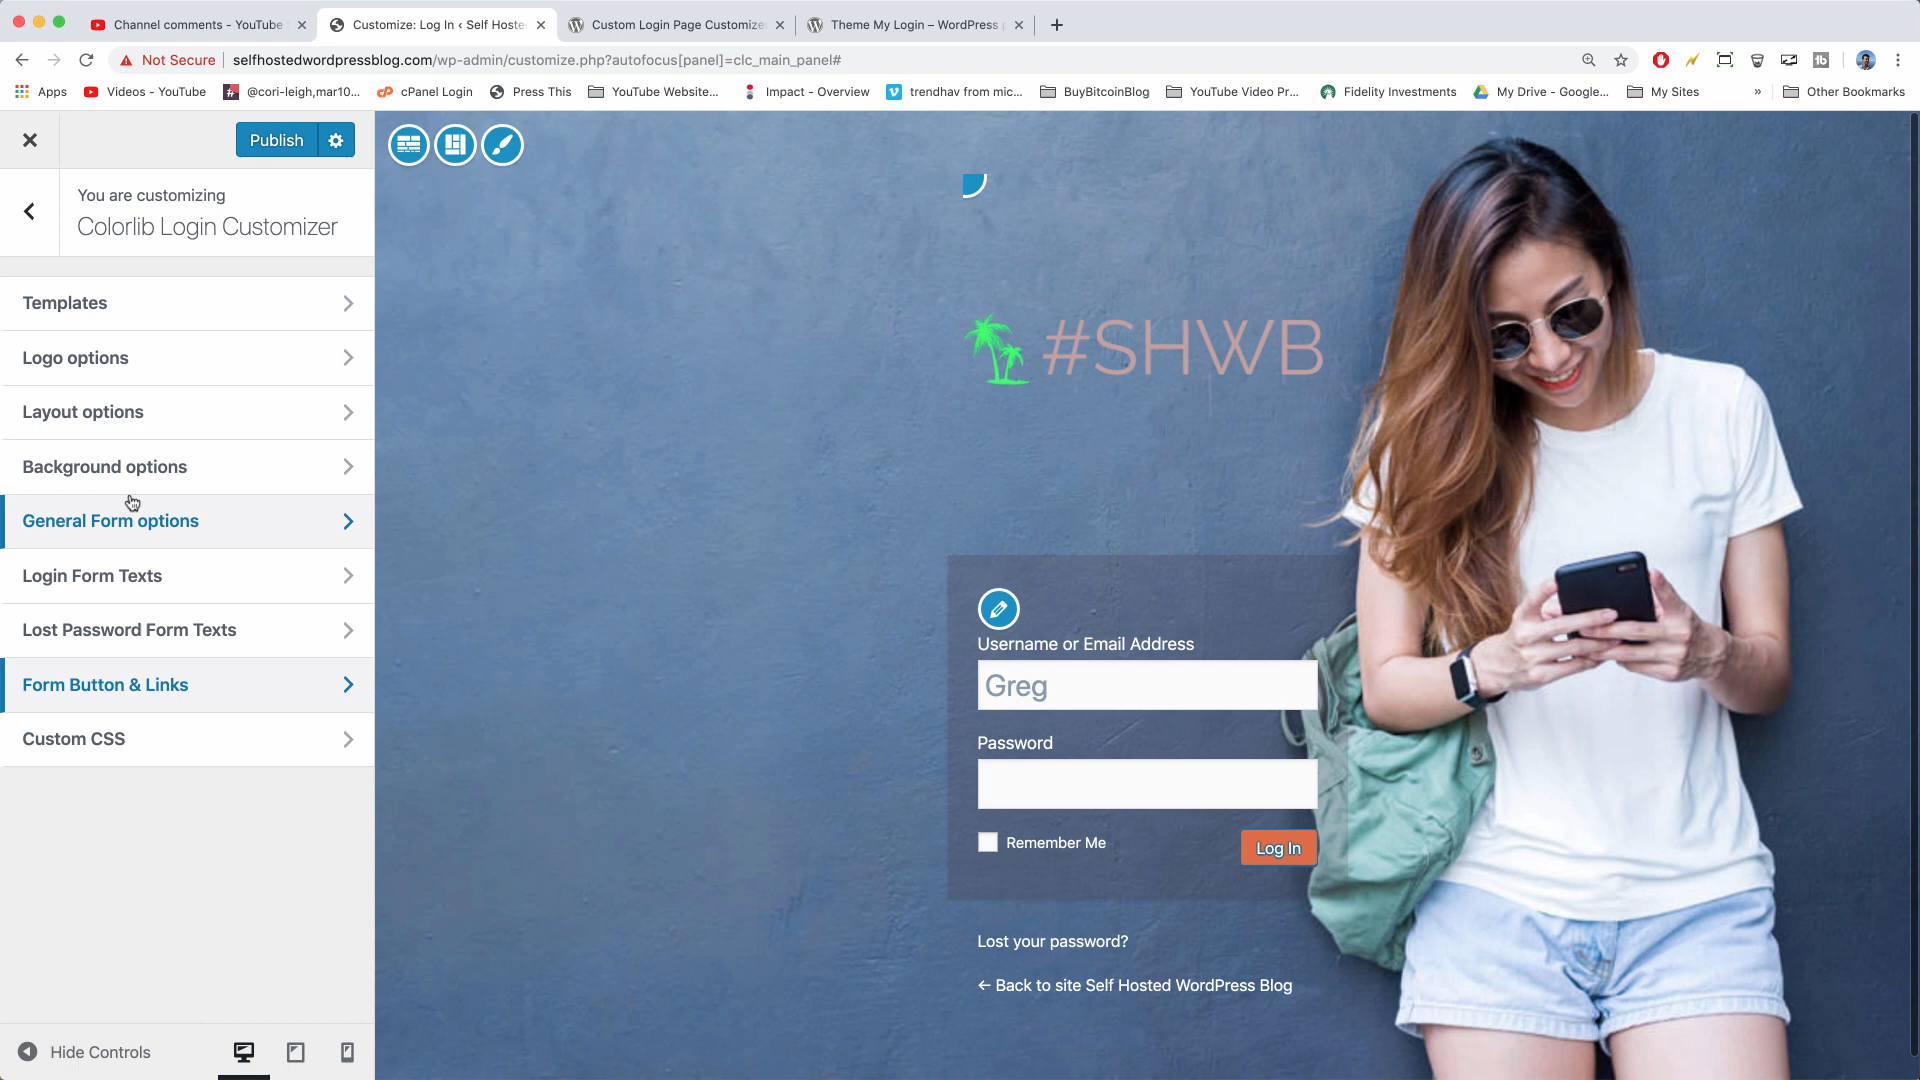 Channel comments - YouTube
Customize: Log In ‹ Self Hoste
Custom Login Page Customize
Theme My Login – WordPress
Not Secure
selfhostedwordpressblog.com/wp-admin/customize.php?autofocus[panel]=clc_main_panel#
Apps
Videos - YouTube
@cori-leigh,mar10...
cPanel Login
Press This
YouTube Website...
Impact - Overview
trendhav from mic...
BuyBitcoinBlog
YouTube Video Pr...
Fidelity Investments
My Drive - Google...
My Sites
»
Other Bookmarks
Publish
You are customizing
Colorlib Login Customizer
Templates
Logo options
Layout options
Background options
General Form options
Login Form Texts
Lost Password Form Texts
Form Button & Links
Custom CSS
Hide Controls
#SHWB
Username or Email Address
Greg
Password
Remember Me
Log In
Lost your password?
← Back to site Self Hosted WordPress Blog